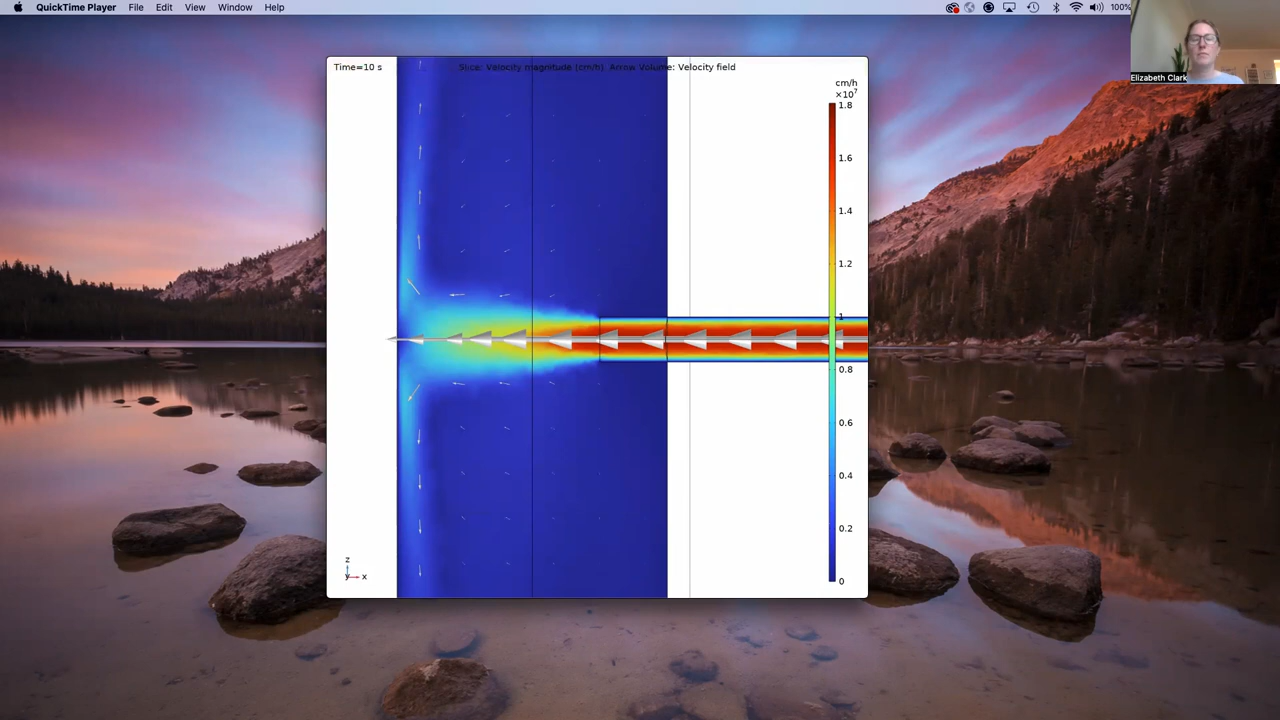 QuickTime Player File Edit View Window Help 100%
Elizabeth Clark
Time=10 s Slice: Velocity magnitude (cm/h) Arrow Volume: Velocity field
cm/h
×10⁷
1.8
1.6
1.4
1.2
1
0.8
0.6
0.4
0.2
0
z
y x